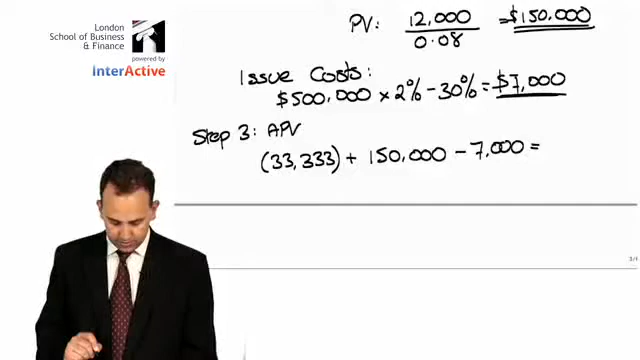 London
School of Business
& Finance
powered by
InterActive
PV: 12,000 / 0.08 = $150.000
Issue Costs:
$500,000 × 2% - 30% = $7,000
Step 3: APV
(33,333) + 150,000 - 7,000 =